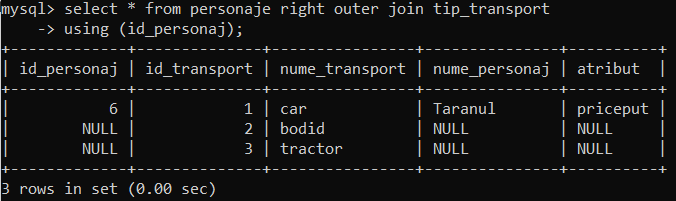 mysql> select * from personaje right outer join tip_transport
    -> using (id_personaj);
+-------------+--------------+----------------+---------------+----------+
| id_personaj | id_transport | nume_transport | nume_personaj | atribut  |
+-------------+--------------+----------------+---------------+----------+
|           6 |            1 | car            | Taranul       | priceput |
|        NULL |            2 | bodid          | NULL          | NULL     |
|        NULL |            3 | tractor        | NULL          | NULL     |
+-------------+--------------+----------------+---------------+----------+
3 rows in set (0.00 sec)